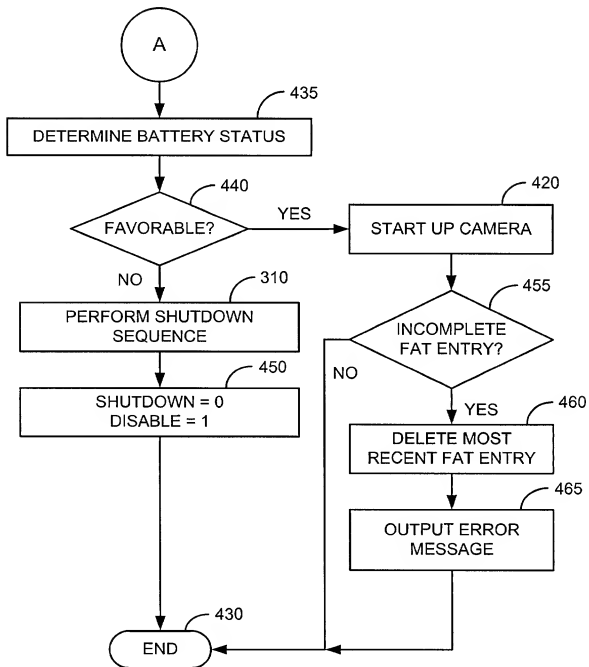 A
435
DETERMINE BATTERY STATUS
440
FAVORABLE?
YES
420
START UP CAMERA
NO
310
PERFORM SHUTDOWN
SEQUENCE
455
INCOMPLETE
FAT ENTRY?
NO
450
SHUTDOWN = 0
DISABLE = 1
YES
460
DELETE MOST
RECENT FAT ENTRY
465
OUTPUT ERROR
MESSAGE
430
END